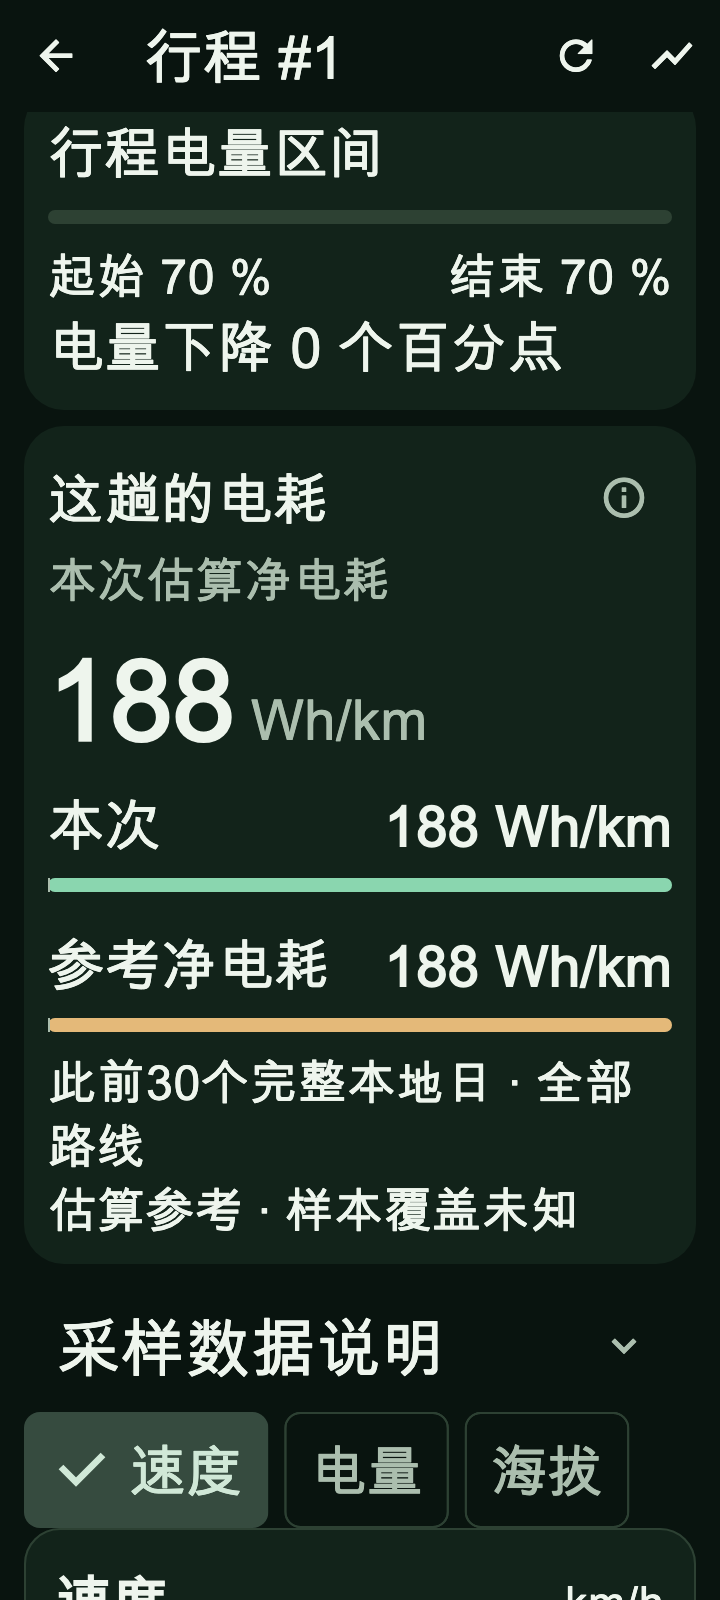 行程 #1
行程电量区间
起始 70 % 结束 70 %
电量下降 0 个百分点
这趟的电耗
本次估算净电耗
188 Wh/km
本次 188 Wh/km
参考净电耗 188 Wh/km
此前30个完整本地日 · 全部
路线
估算参考 · 样本覆盖未知
采样数据说明
速度 电量 海拔
速度 km/h